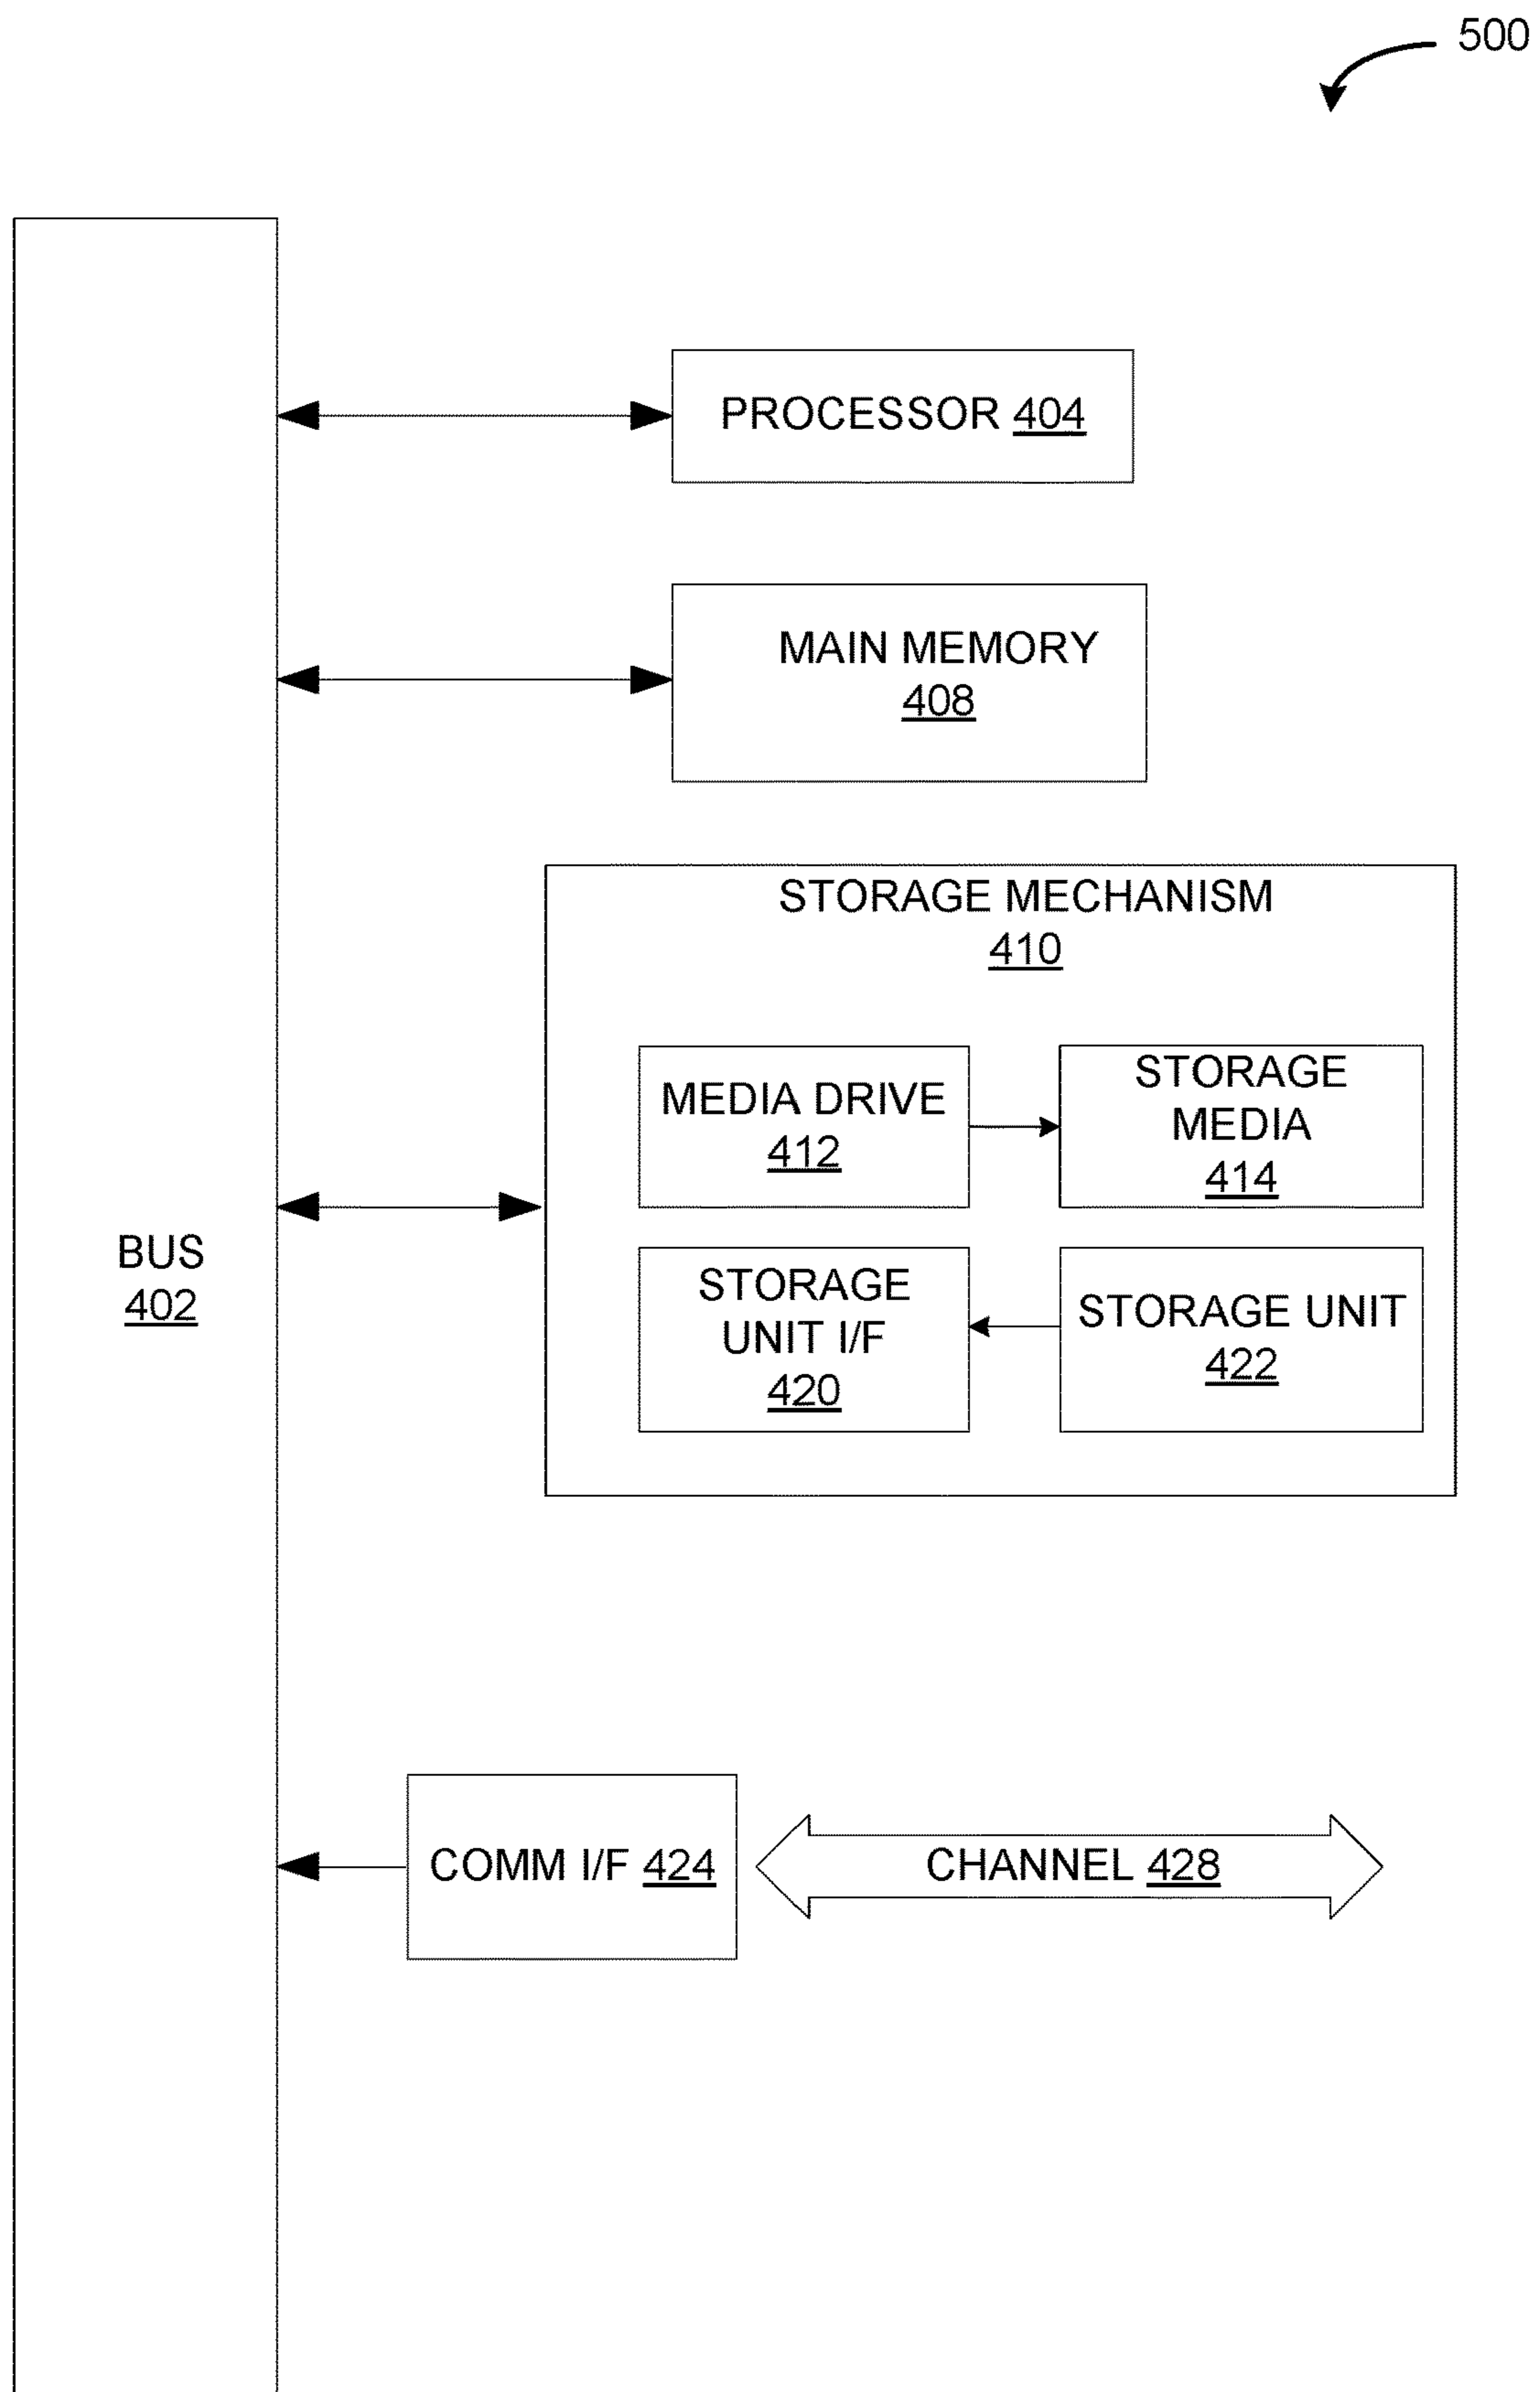 500
PROCESSOR 404
MAIN MEMORY
408
STORAGE MECHANISM
410
MEDIA DRIVE
412
STORAGE
MEDIA
414
BUS
402
STORAGE
UNIT I/F
420
STORAGE UNIT
422
COMM I/F 424
CHANNEL 428